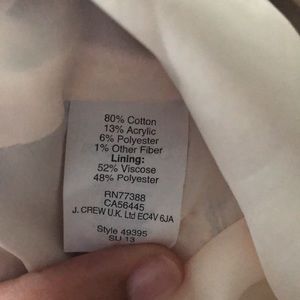 80% Cotton
13% Acrylic
6% Polyester
1% Other Fiber
Lining:
52% Viscose
48% Polyester
RN77388
CA56445
J. CREW U.K. Ltd EC4V 6JA
Style 49395
SU 13